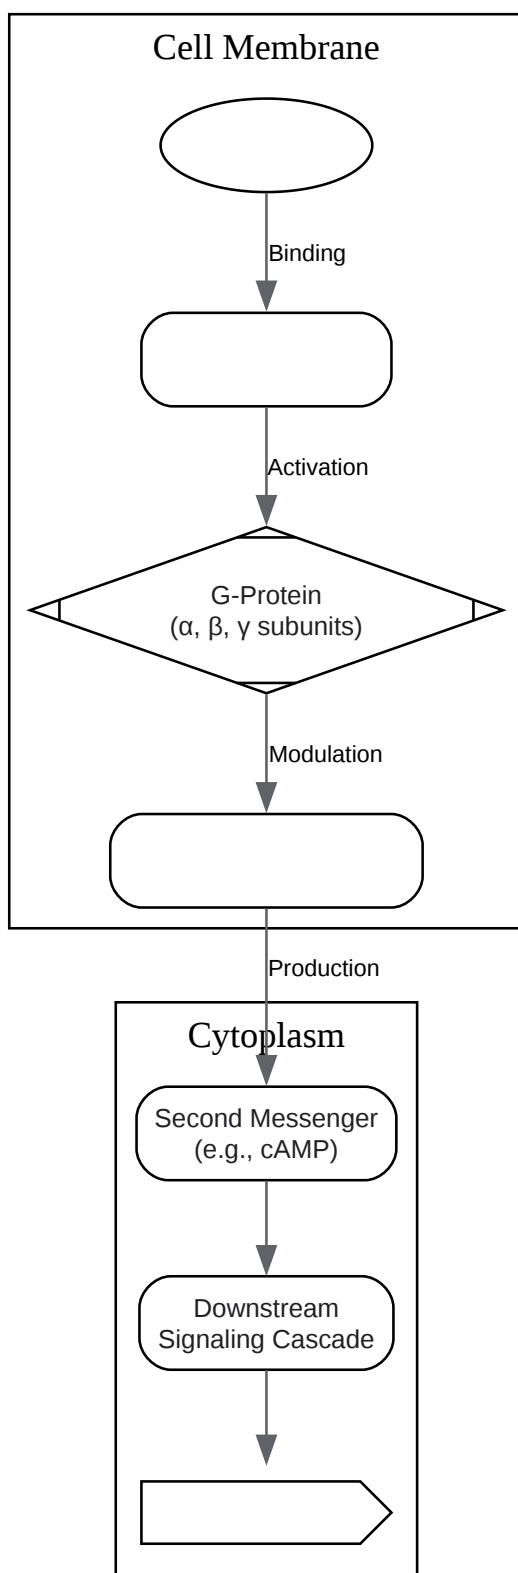 Cell Membrane
Binding
Activation
G-Protein
(α, β, γ subunits)
Modulation
Production
Cytoplasm
Second Messenger
(e.g., cAMP)
Downstream
Signaling Cascade